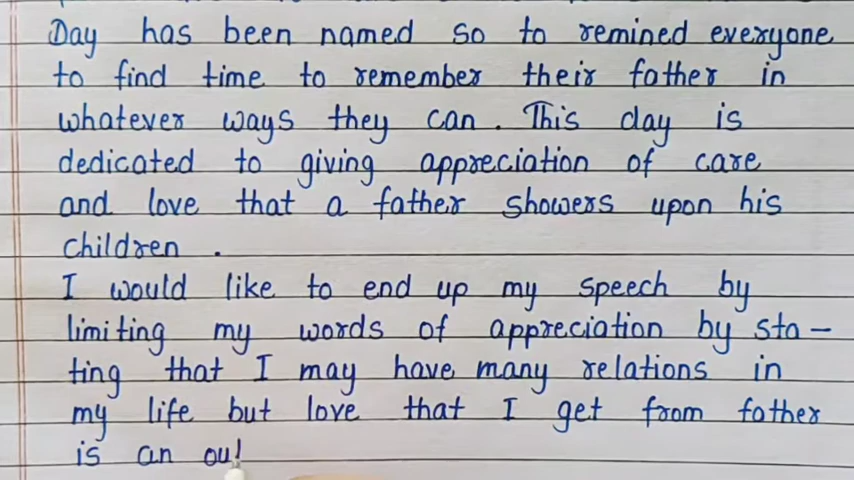 Day has been named so to remined everyone
to find time to remember their father in
whatever ways they can. This day is
dedicated to giving appreciation of care
and love that a father showers upon his
children.
I would like to end up my speech by
limiting my words of appreciation by sta-
ting that I may have many relations in
my life but love that I get from father
is an